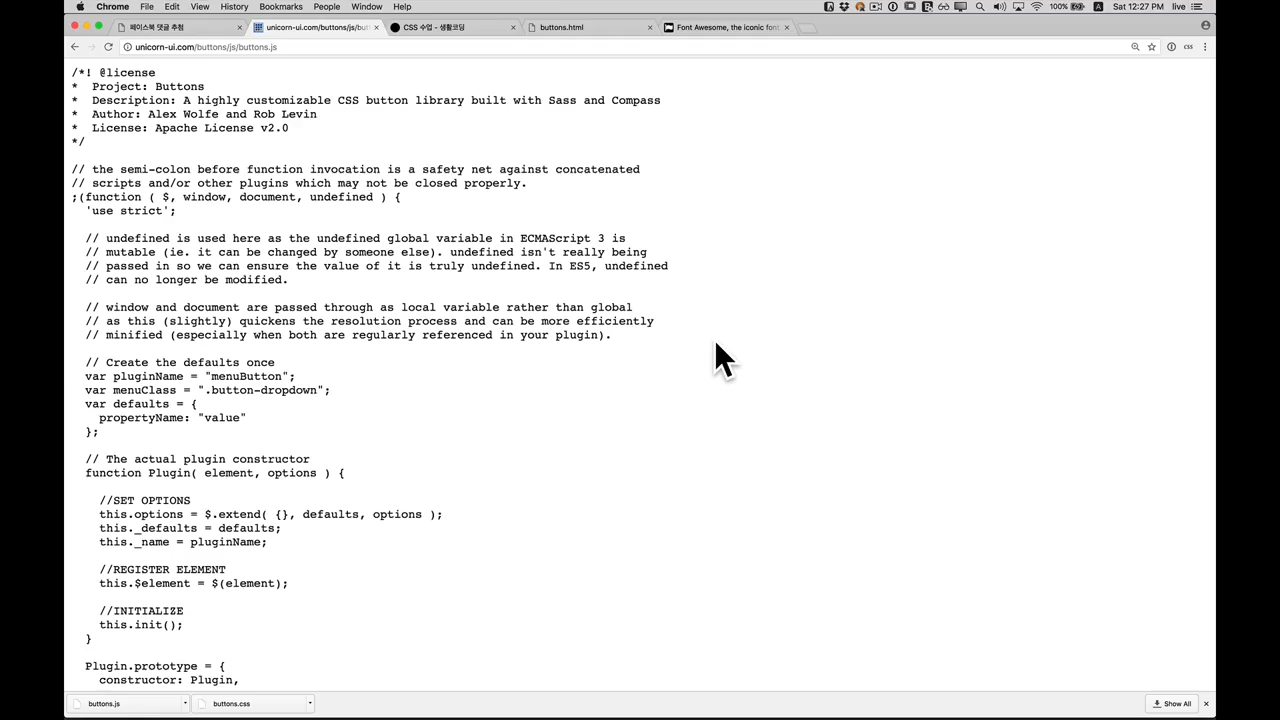 Chrome File Edit View History Bookmarks People Window Help 100% Sat 12:27 PM live
페이스북 댓글 추첨 unicorn-ui.com/buttons/js/butt CSS 수업 - 생활코딩 buttons.html Font Awesome, the iconic font
unicorn-ui.com/buttons/js/buttons.js
/*! @license
*  Project: Buttons
*  Description: A highly customizable CSS button library built with Sass and Compass
*  Author: Alex Wolfe and Rob Levin
*  License: Apache License v2.0
*/
// the semi-colon before function invocation is a safety net against concatenated
// scripts and/or other plugins which may not be closed properly.
;(function ( $, window, document, undefined ) {
'use strict';
// undefined is used here as the undefined global variable in ECMAScript 3 is
// mutable (ie. it can be changed by someone else). undefined isn't really being
// passed in so we can ensure the value of it is truly undefined. In ES5, undefined
// can no longer be modified.
// window and document are passed through as local variable rather than global
// as this (slightly) quickens the resolution process and can be more efficiently
// minified (especially when both are regularly referenced in your plugin).
// Create the defaults once
var pluginName = "menuButton";
var menuClass = ".button-dropdown";
var defaults = {
propertyName: "value"
};
// The actual plugin constructor
function Plugin( element, options ) {
//SET OPTIONS
this.options = $.extend( {}, defaults, options );
this._defaults = defaults;
this._name = pluginName;
//REGISTER ELEMENT
this.$element = $(element);
//INITIALIZE
this.init();
}
Plugin.prototype = {
constructor: Plugin,
buttons.js buttons.css Show All